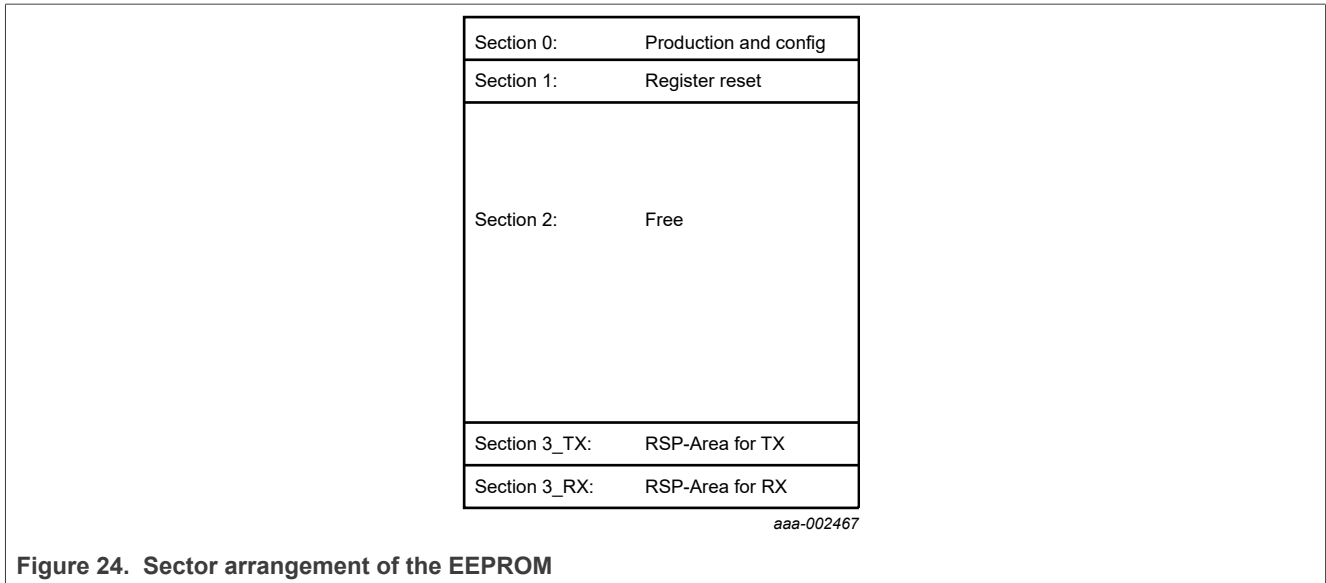 Section 0: Production and config
Section 1: Register reset
Section 2: Free
Section 3_TX: RSP-Area for TX
Section 3_RX: RSP-Area for RX
aaa-002467
Figure 24. Sector arrangement of the EEPROM